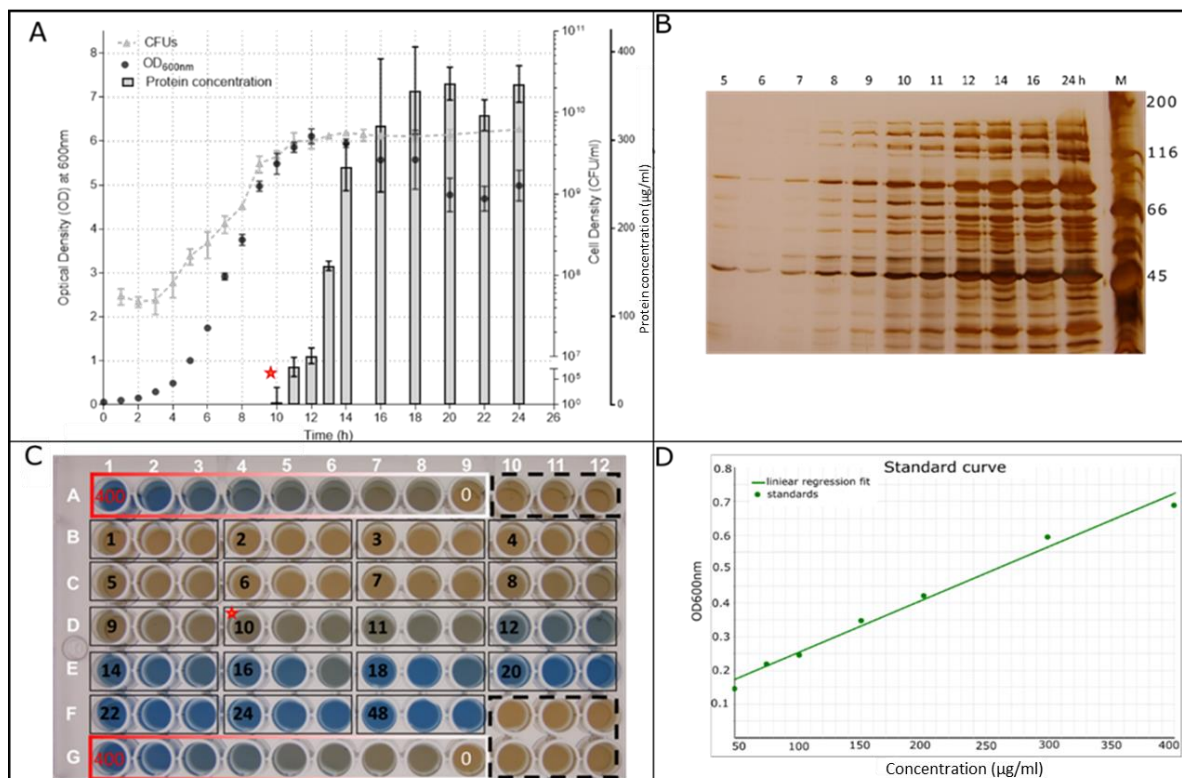 A
CFUs
OD600nm
Protein concentration
Optical Density (OD) at 600nm
8
7
6
5
4
3
2
1
0
10^11
10^10
10^9
10^8
10^7
10^5
10^0
Cell Density (CFU/ml)
400
300
200
100
0
Protein concentration (µg/ml)
0 2 4 6 8 10 12 14 16 18 20 22 24 26
Time (h)
B
5 6 7 8 9 10 11 12 14 16 24 h M
200
116
66
45
C
1 2 3 4 5 6 7 8 9 10 11 12
A 400 0
B 1 2 3 4
C 5 6 7 8
D 9 10 11 12
E 14 16 18 20
F 22 24 48
G 400 0
D
Standard curve
liniear regression fit
standards
OD600nm
0.8
0.7
0.6
0.5
0.4
0.3
0.2
0.1
50 100 150 200 300 400
Concentration (µg/ml)